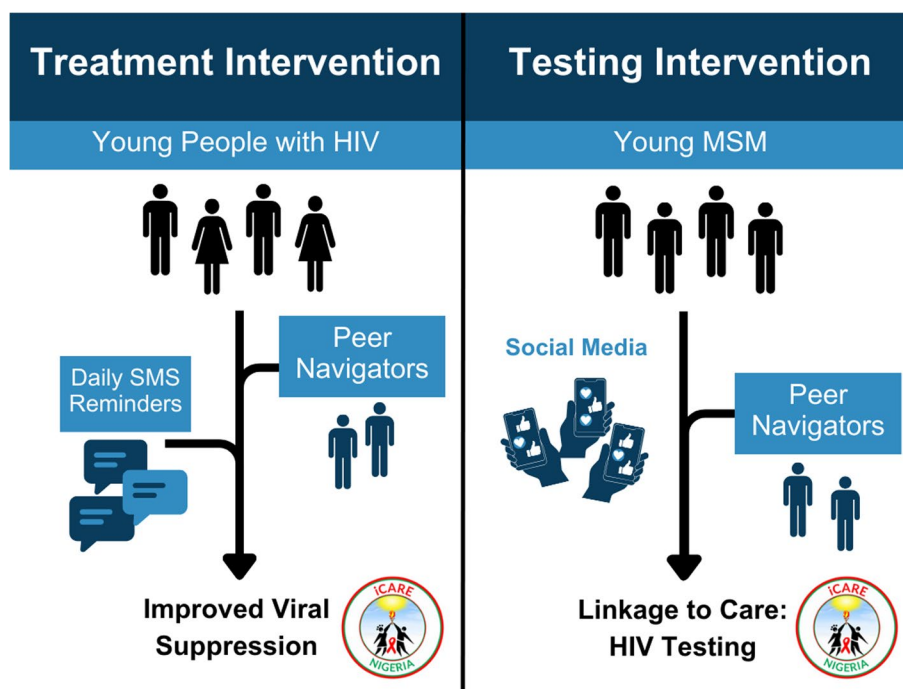 Treatment Intervention
Young People with HIV
Daily SMS
Reminders
Peer
Navigators
Improved Viral
Suppression
iCARE
NIGERIA
Testing Intervention
Young MSM
Social Media
Peer
Navigators
Linkage to Care:
HIV Testing
iCARE
NIGERIA